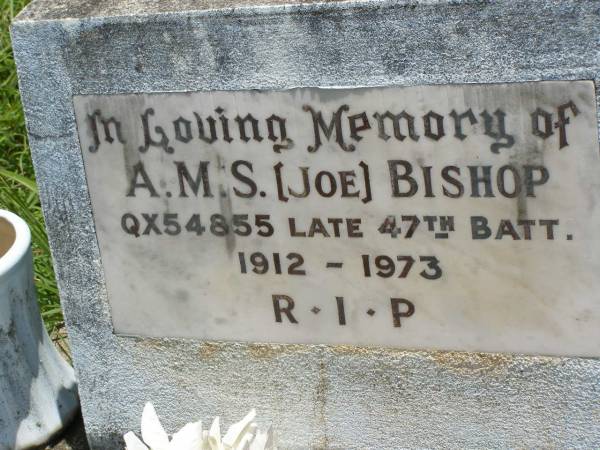 In Loving Memory of
A.M.S. [JOE] BISHOP
QX54855 LATE 47TH BATT.
1912 - 1973
R · I · P